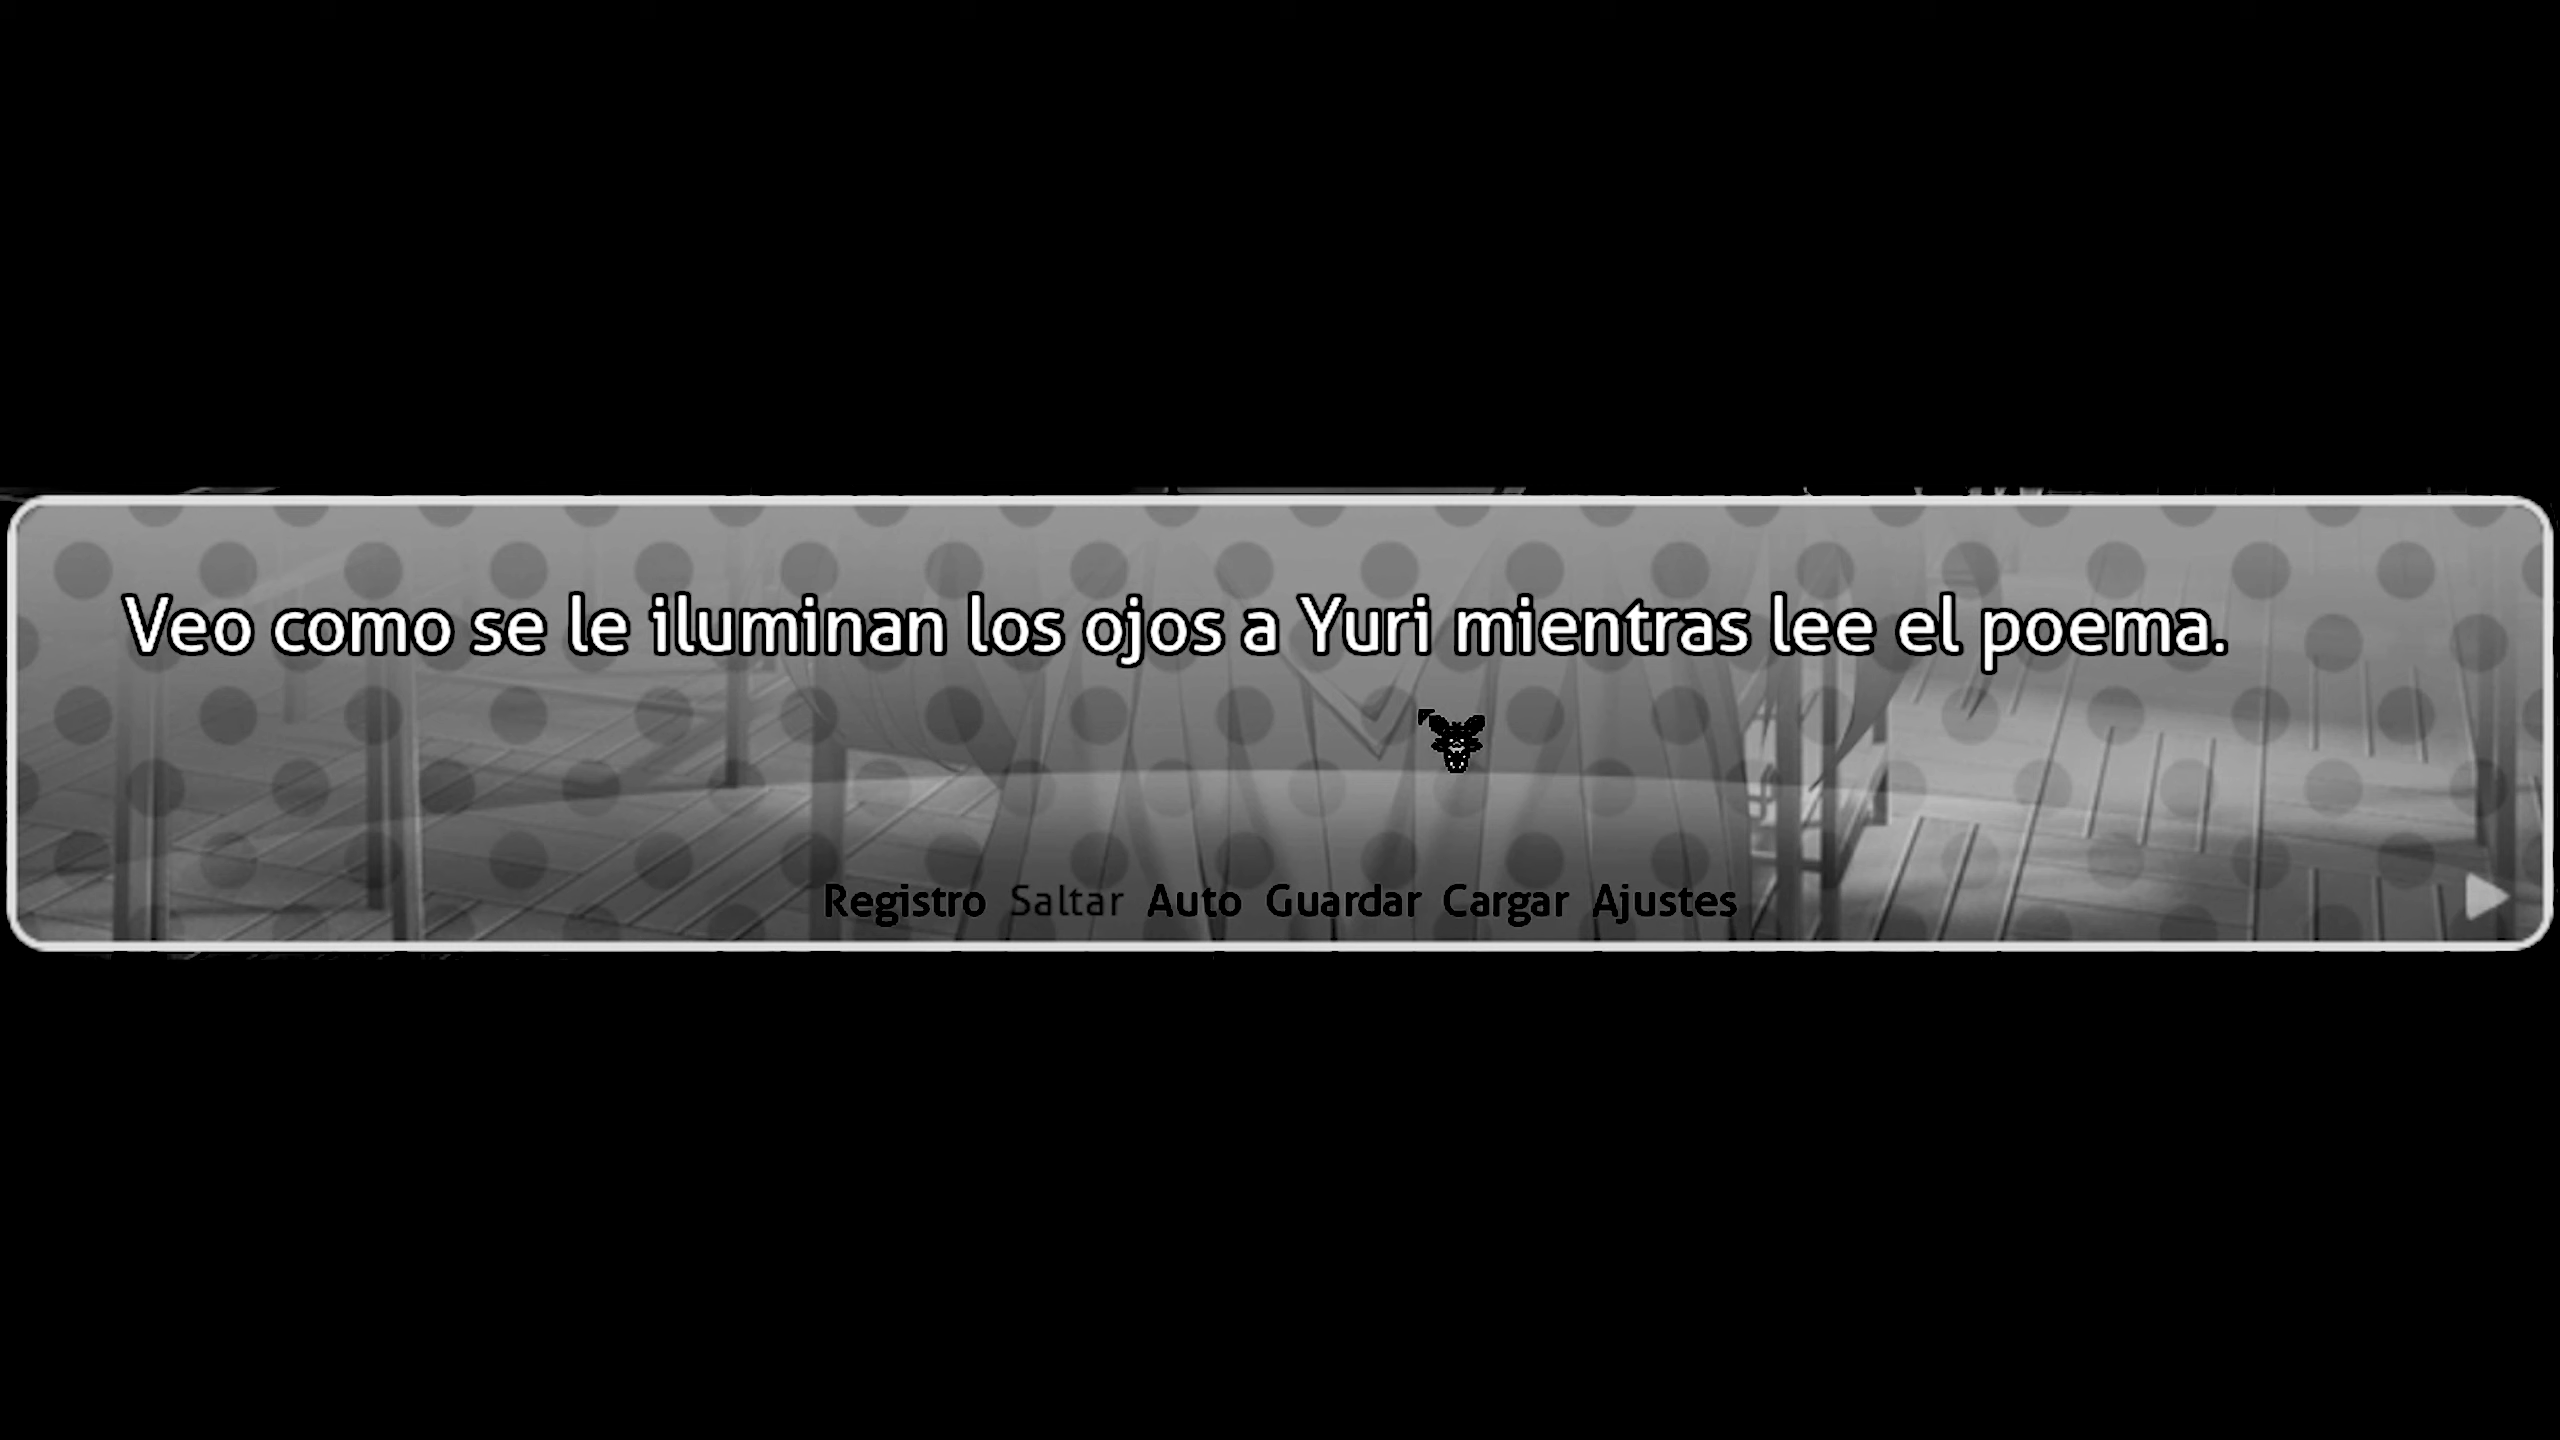 Veo como se le iluminan los ojos a Yuri mientras lee el poema.
Registro Saltar Auto Guardar Cargar Ajustes